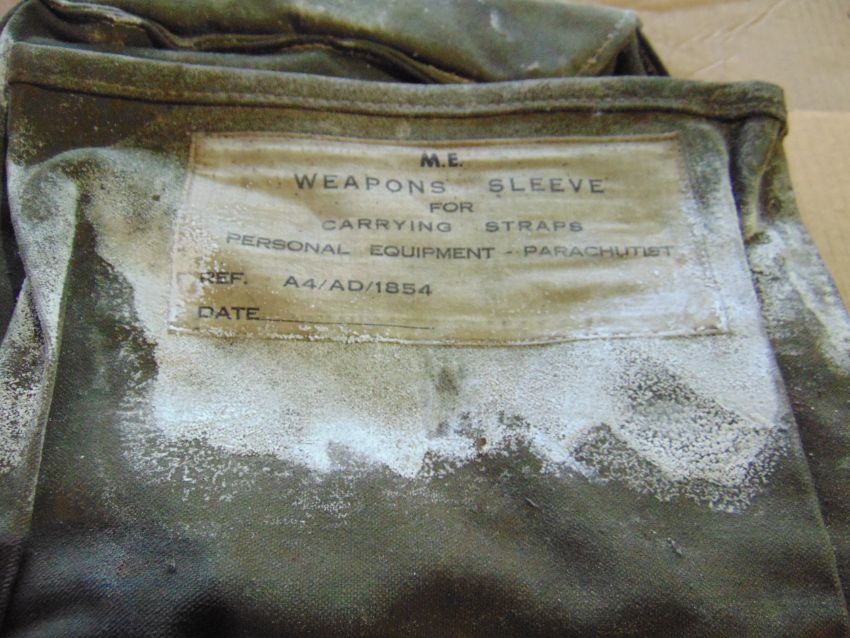 M.E.
WEAPONS SLEEVE
FOR
CARRYING STRAPS
PERSONAL EQUIPMENT - PARACHUTIST
REF. A4/AD/1854
DATE